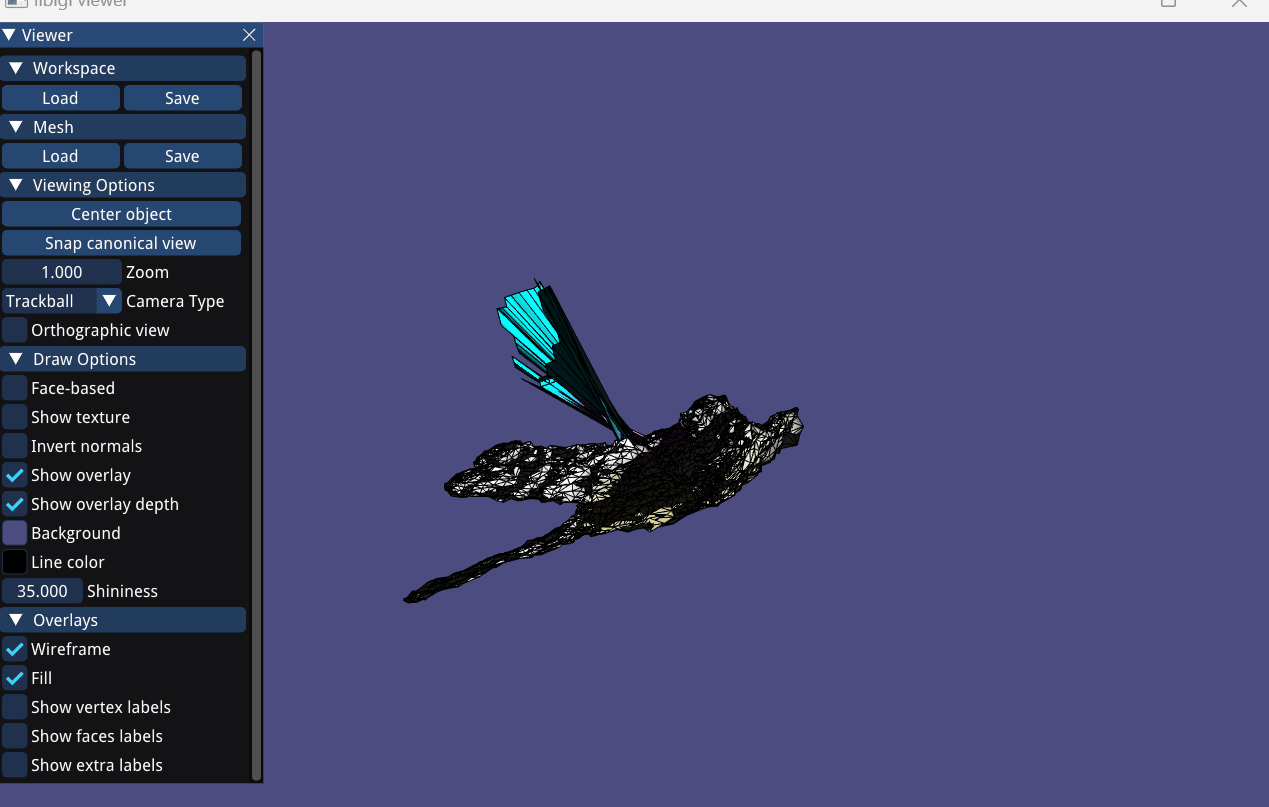 libigl viewer
Viewer
Workspace
Load Save
Mesh
Load Save
Viewing Options
Center object
Snap canonical view
1.000 Zoom
Trackball Camera Type
Orthographic view
Draw Options
Face-based
Show texture
Invert normals
Show overlay
Show overlay depth
Background
Line color
35.000 Shininess
Overlays
Wireframe
Fill
Show vertex labels
Show faces labels
Show extra labels